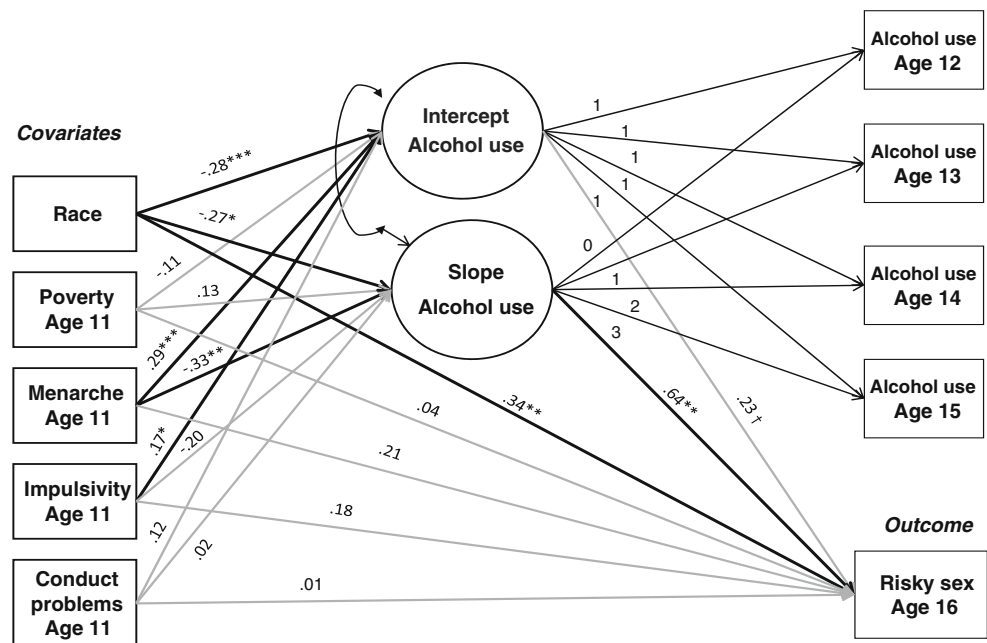 Covariates
Race
Poverty
Age 11
Menarche
Age 11
Impulsivity
Age 11
Conduct
problems
Age 11
-.28***
-.27*
-.11
.13
.29***
-.33**
.17*
-.20
.12
.02
.34**
.04
.21
.18
.01
Intercept
Alcohol use
Slope
Alcohol use
1
1
1
1
1
0
1
2
3
.64**
.23 †
Alcohol use
Age 12
Alcohol use
Age 13
Alcohol use
Age 14
Alcohol use
Age 15
Outcome
Risky sex
Age 16